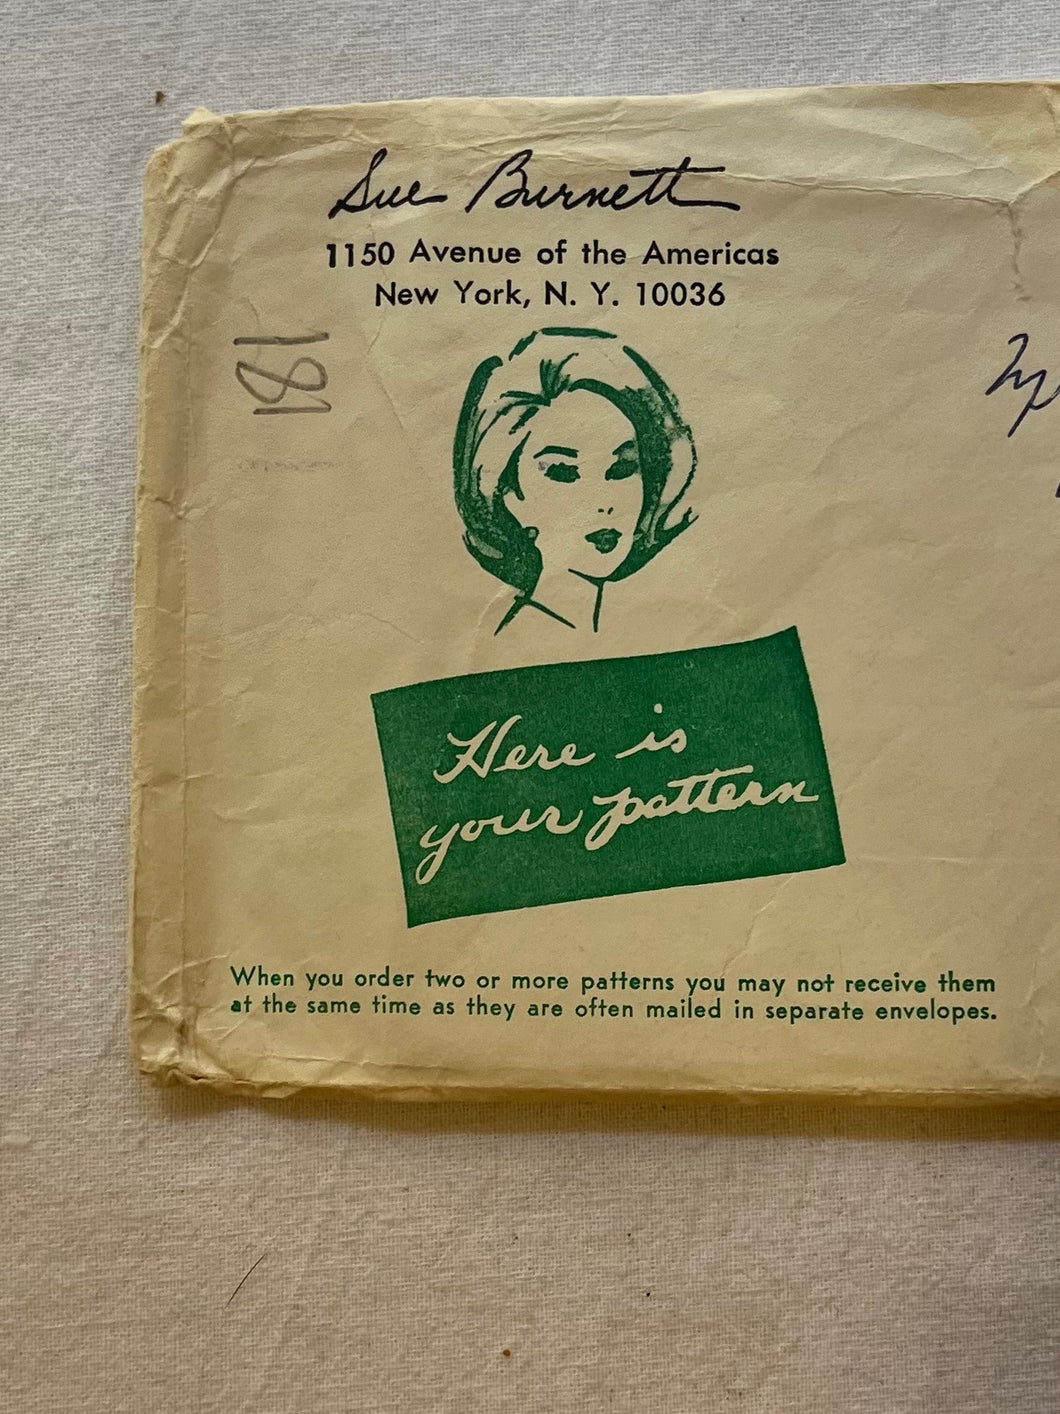 Sue Burnett
1150 Avenue of the Americas
New York, N. Y. 10036
181
Here is
your pattern
When you order two or more patterns you may not receive them
at the same time as they are often mailed in separate envelopes.